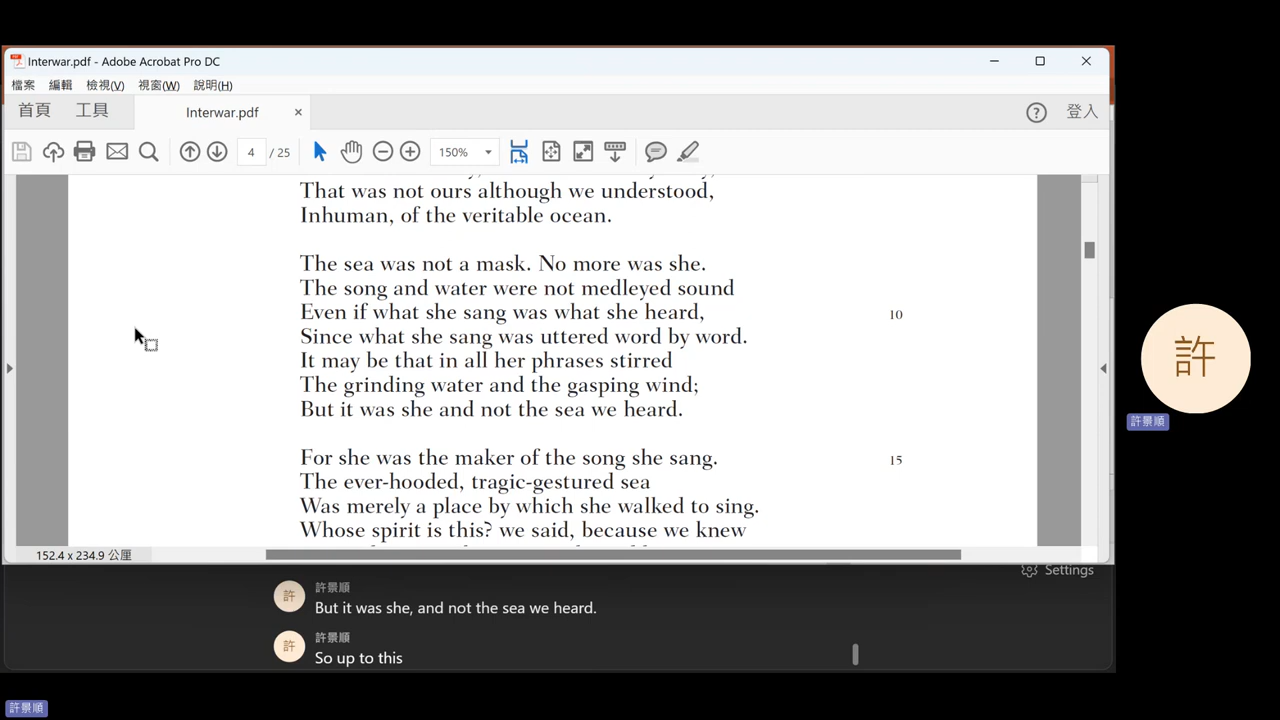 Interwar.pdf - Adobe Acrobat Pro DC
檔案 編輯 檢視(V) 視窗(W) 說明(H)
首頁 工具 Interwar.pdf × 登入
4 / 25 150%
That was not ours although we understood,
Inhuman, of the veritable ocean.
The sea was not a mask. No more was she.
The song and water were not medleyed sound
Even if what she sang was what she heard, 10
Since what she sang was uttered word by word.
It may be that in all her phrases stirred
The grinding water and the gasping wind;
But it was she and not the sea we heard.
For she was the maker of the song she sang. 15
The ever-hooded, tragic-gestured sea
Was merely a place by which she walked to sing.
Whose spirit is this? we said, because we knew
152.4 x 234.9 公厘
Settings
許 許景順
But it was she, and not the sea we heard.
許 許景順
So up to this
許
許景順
許景順